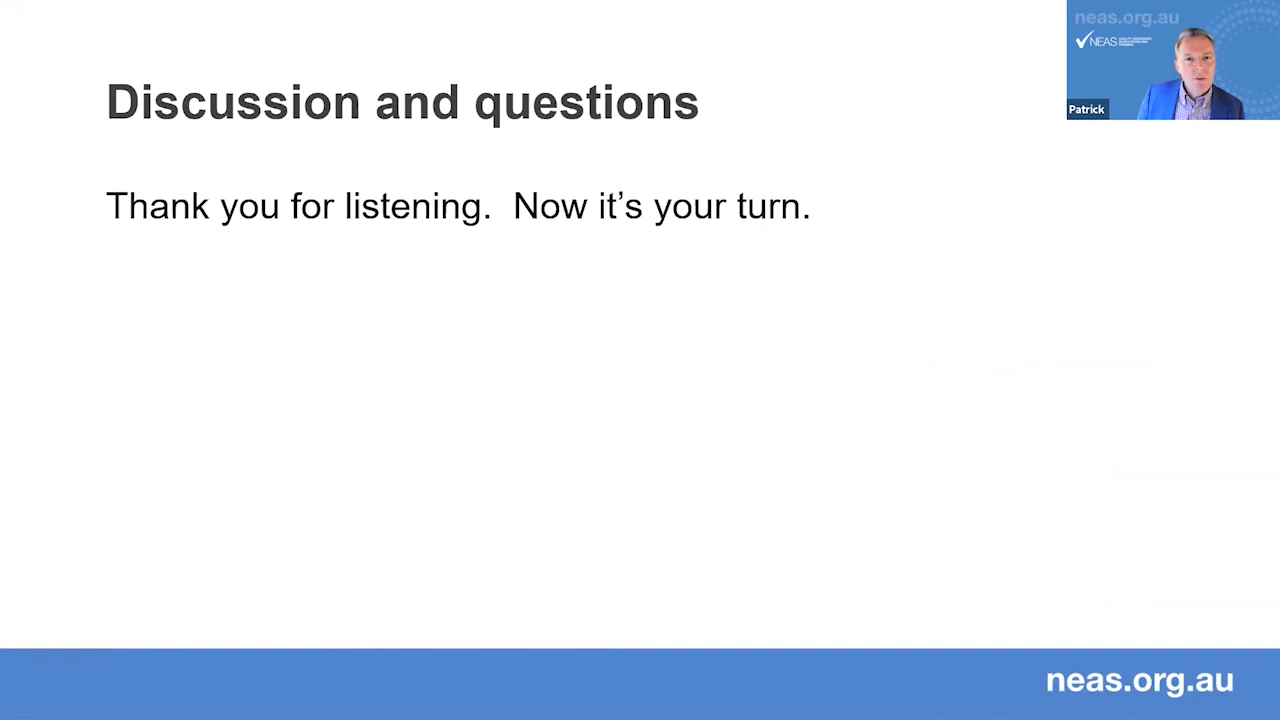 neas.org.au
NEAS
Patrick
Discussion and questions
Thank you for listening.  Now it’s your turn.
neas.org.au